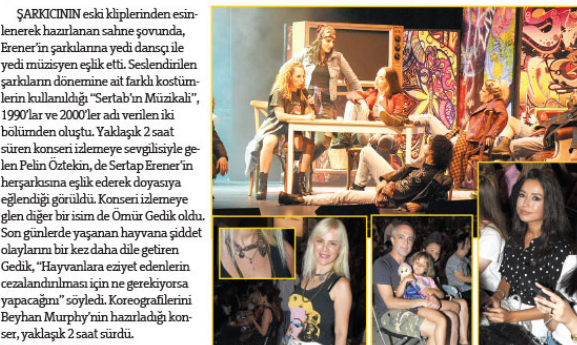 ŞARKICININ eski kliplerinden esin-
lenerek hazırlanan sahne şovunda,
Erener'in şarkılarına yedi dansçı ile
yedi müzisyen eşlik etti. Seslendirilen
şarkıların dönemine ait farklı kostüm-
lerin kullanıldığı “Sertab'ın Müzikali”,
1990'lar ve 2000'ler adı verilen iki
bölümden oluştu. Yaklaşık 2 saat
süren konseri izlemeye sevgilisiyle ge-
len Pelin Öztekin, de Sertap Erener'in
herşarkısına eşlik ederek doyasıya
eğlendiği görüldü. Konseri izlemeye
glen diğer bir isim de Ömür Gedik oldu.
Son günlerde yaşanan hayvana şiddet
olaylarını bir kez daha dile getiren
Gedik, “Hayvanlara eziyet edenlerin
cezalandırılması için ne gerekiyorsa
yapacağını” söyledi. Koreografilerini
Beyhan Murphy'nin hazırladığı kon-
ser, yaklaşık 2 saat sürdü.